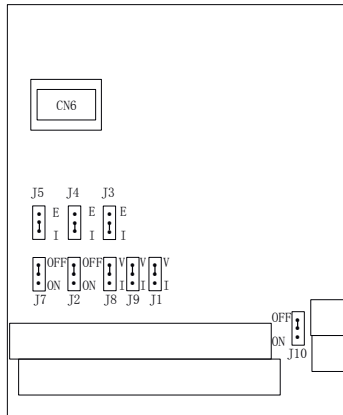 CN6
J5 J4 J3
E E E
I I I
OFF OFF V V V
ON ON I I I
J7 J2 J8 J9 J1
OFF
ON
J10